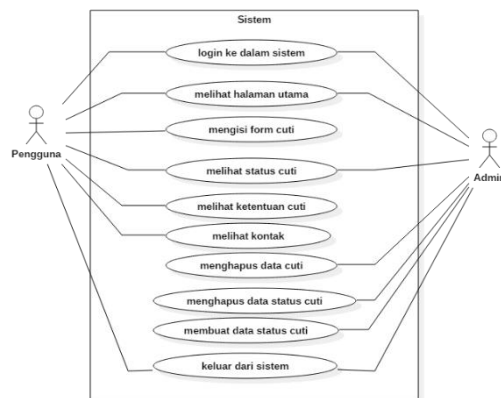 Sistem
login ke dalam sistem
melihat halaman utama
mengisi form cuti
Pengguna
melihat status cuti
Admin
melihat ketentuan cuti
melihat kontak
menghapus data cuti
menghapus data status cuti
membuat data status cuti
keluar dari sistem